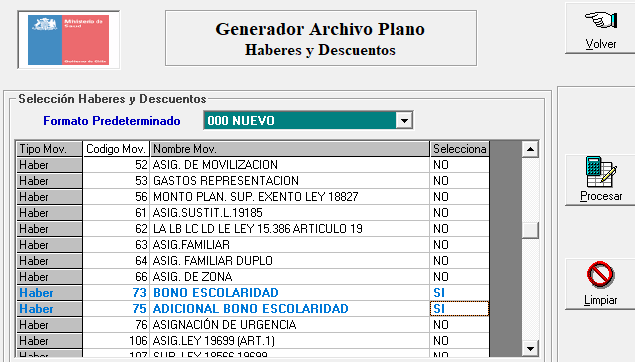 Ministerio de
Salud
Gobierno de Chile
Generador Archivo Plano
Haberes y Descuentos
Volver
Selección Haberes y Descuentos
Formato Predeterminado 000 NUEVO
Tipo Mov. Codigo Mov. Nombre Mov. Selecciona
Haber 52 ASIG. DE MOVILIZACION NO
Haber 53 GASTOS REPRESENTACION NO
Haber 56 MONTO PLAN. SUP. EXENTO LEY 18827 NO
Haber 61 ASIG.SUSTIT.L.19185 NO
Haber 62 LA LB LC LD LE LEY 15.386 ARTICULO 19 NO
Haber 63 ASIG.FAMILIAR NO
Haber 64 ASIG. FAMILIAR DUPLO NO
Haber 66 ASIG. DE ZONA NO
Haber 73 BONO ESCOLARIDAD SI
Haber 75 ADICIONAL BONO ESCOLARIDAD SI
Haber 76 ASIGNACIÓN DE URGENCIA NO
Haber 106 ASIG.LEY 19699 (ART.1) NO
Haber 107 SUP. LEY 18566 19699 NO
Procesar
Limpiar